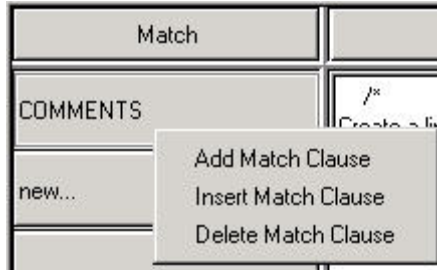 Match
COMMENTS
/*
new...
Add Match Clause
Insert Match Clause
Delete Match Clause